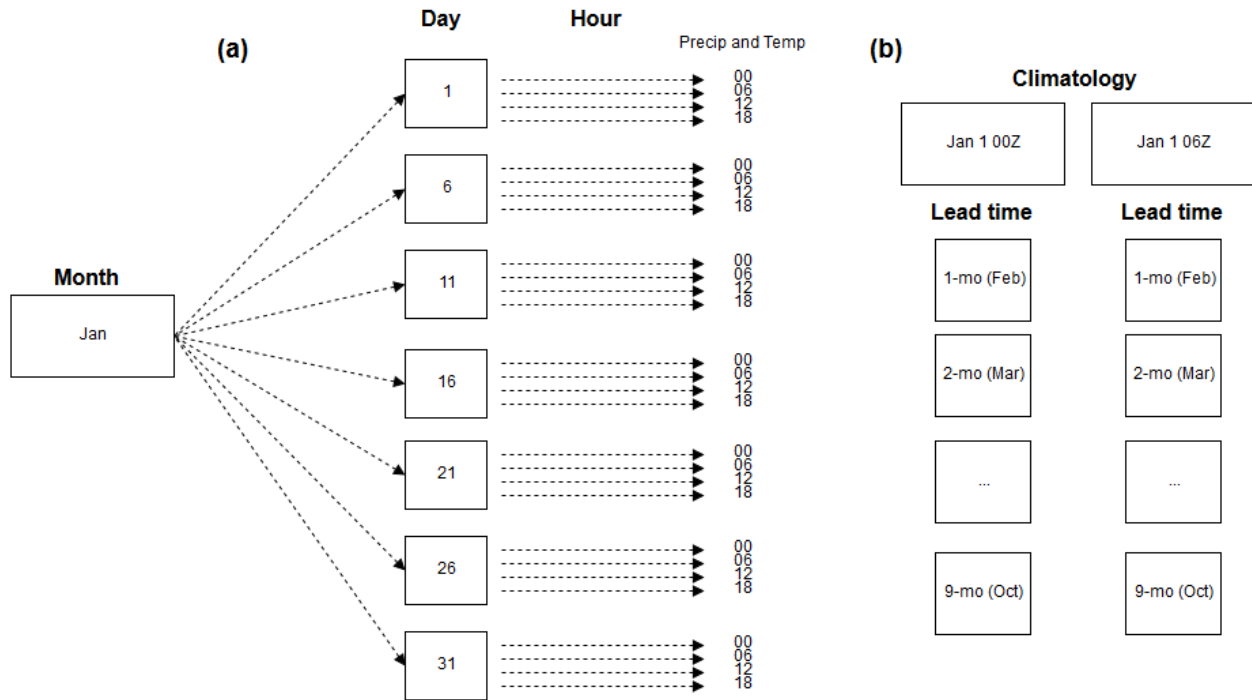 (a)
Month
Jan
Day
Hour
Precip and Temp
1
00
06
12
18
6
00
06
12
18
11
00
06
12
18
16
00
06
12
18
21
00
06
12
18
26
00
06
12
18
31
00
06
12
18
(b)
Climatology
Jan 1 00Z
Jan 1 06Z
Lead time
Lead time
1-mo (Feb)
1-mo (Feb)
2-mo (Mar)
2-mo (Mar)
...
...
9-mo (Oct)
9-mo (Oct)